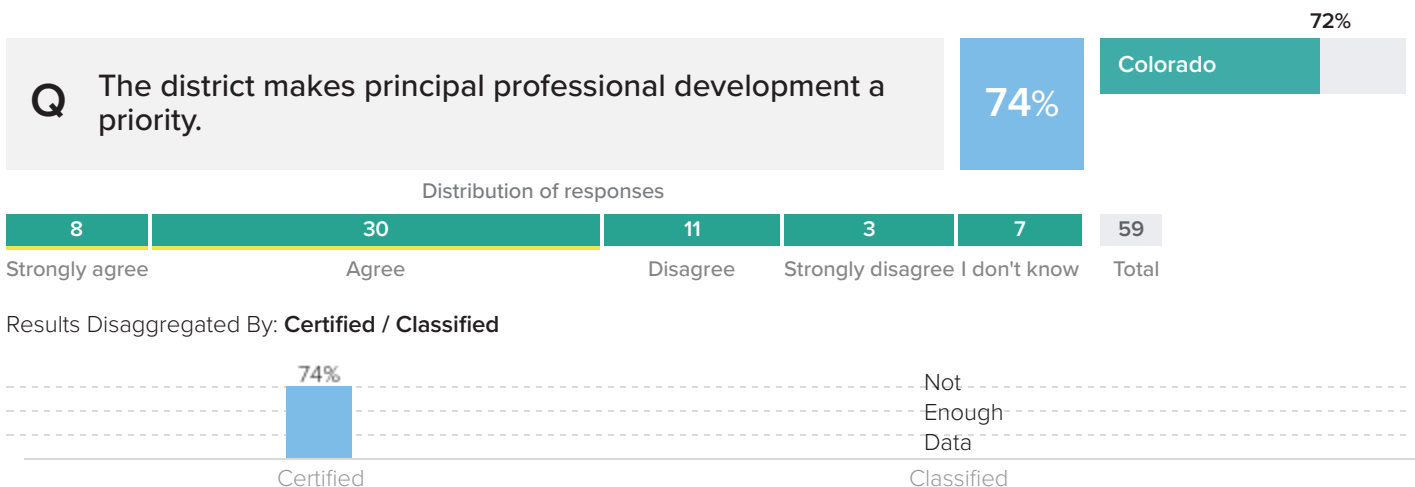 72%
Q
The district makes principal professional development a
priority.
74%
Colorado
Distribution of responses
8 30 11 3 7 59
Strongly agree Agree Disagree Strongly disagree I don't know Total
Results Disaggregated By: Certified / Classified
74%
Not
Enough
Data
Certified Classified